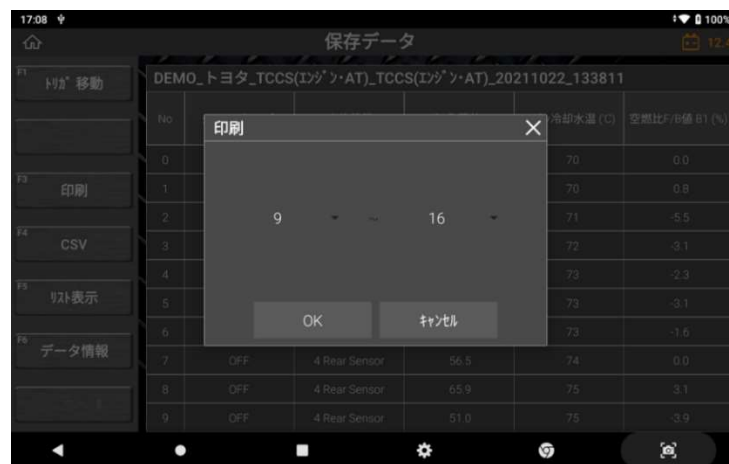 17:08
100%
保存データ
12.4
F1
ﾄﾘｶﾞ 移動
DEMO_トヨタ_TCCS(ｴﾝｼﾞﾝ･AT)_TCCS(ｴﾝｼﾞﾝ･AT)_20211022_133811
No
冷却水温 (℃)
空燃比F/B値 B1 (%)
印刷
0 70 0.0
F3
印刷
1 70 0.8
9 ～ 16
2 71 -5.5
F4
CSV
3 72 -3.1
4 73 -2.3
F5
ﾘｽﾄ表示
5 73 -3.1
OK ｷｬﾝｾﾙ
6 73 -1.6
F6
データ情報
7 OFF 4 Rear Sensor 56.5 74 0.0
8 OFF 4 Rear Sensor 65.9 75 3.1
9 OFF 4 Rear Sensor 51.0 75 -3.9